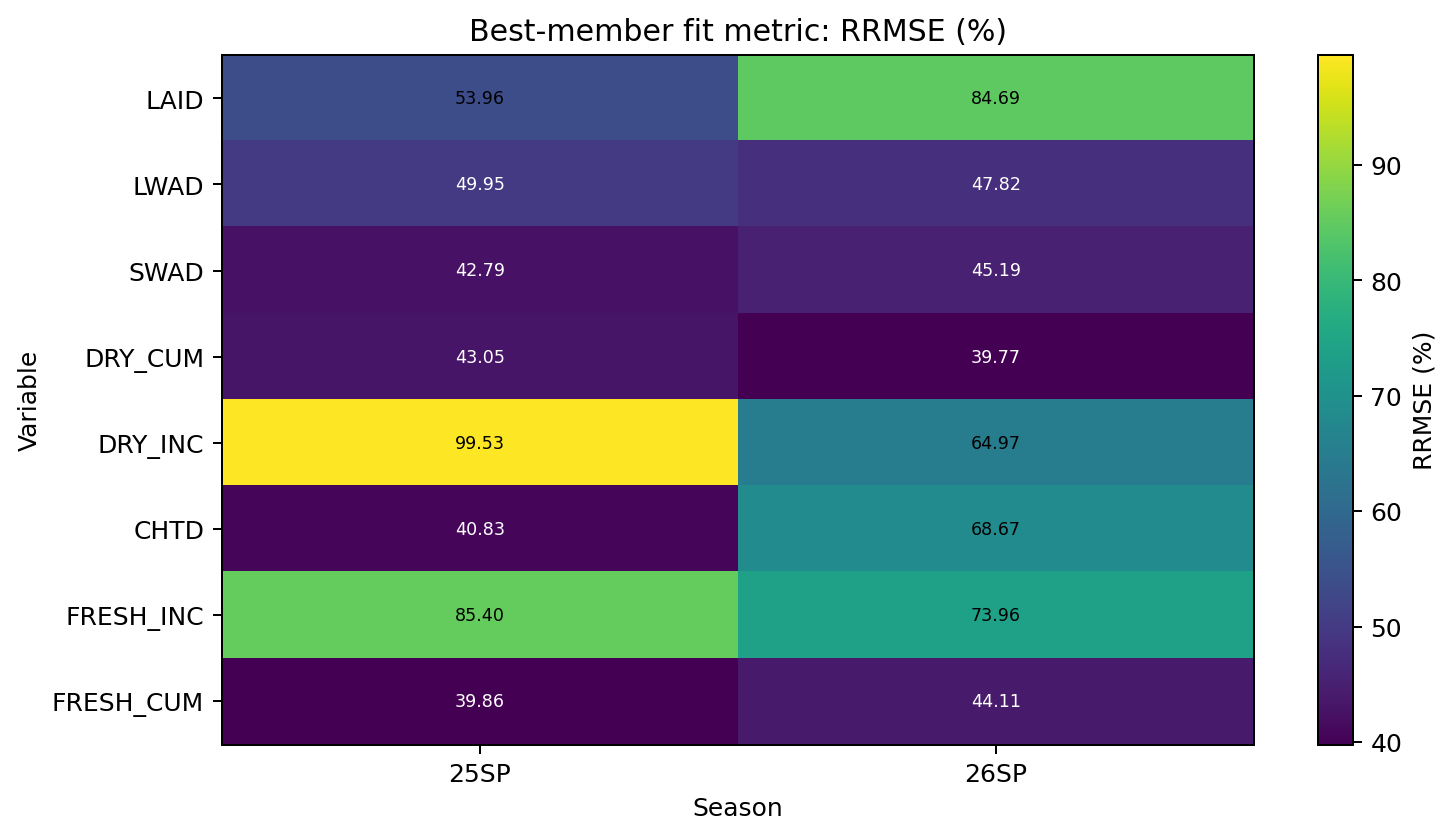 Best-member fit metric: RRMSE (%)
LAID 53.96 84.69
LWAD 49.95 47.82
SWAD 42.79 45.19
DRY_CUM 43.05 39.77
DRY_INC 99.53 64.97
CHTD 40.83 68.67
FRESH_INC 85.40 73.96
FRESH_CUM 39.86 44.11
25SP 26SP
Season
Variable
90
80
70
60
50
40
RRMSE (%)